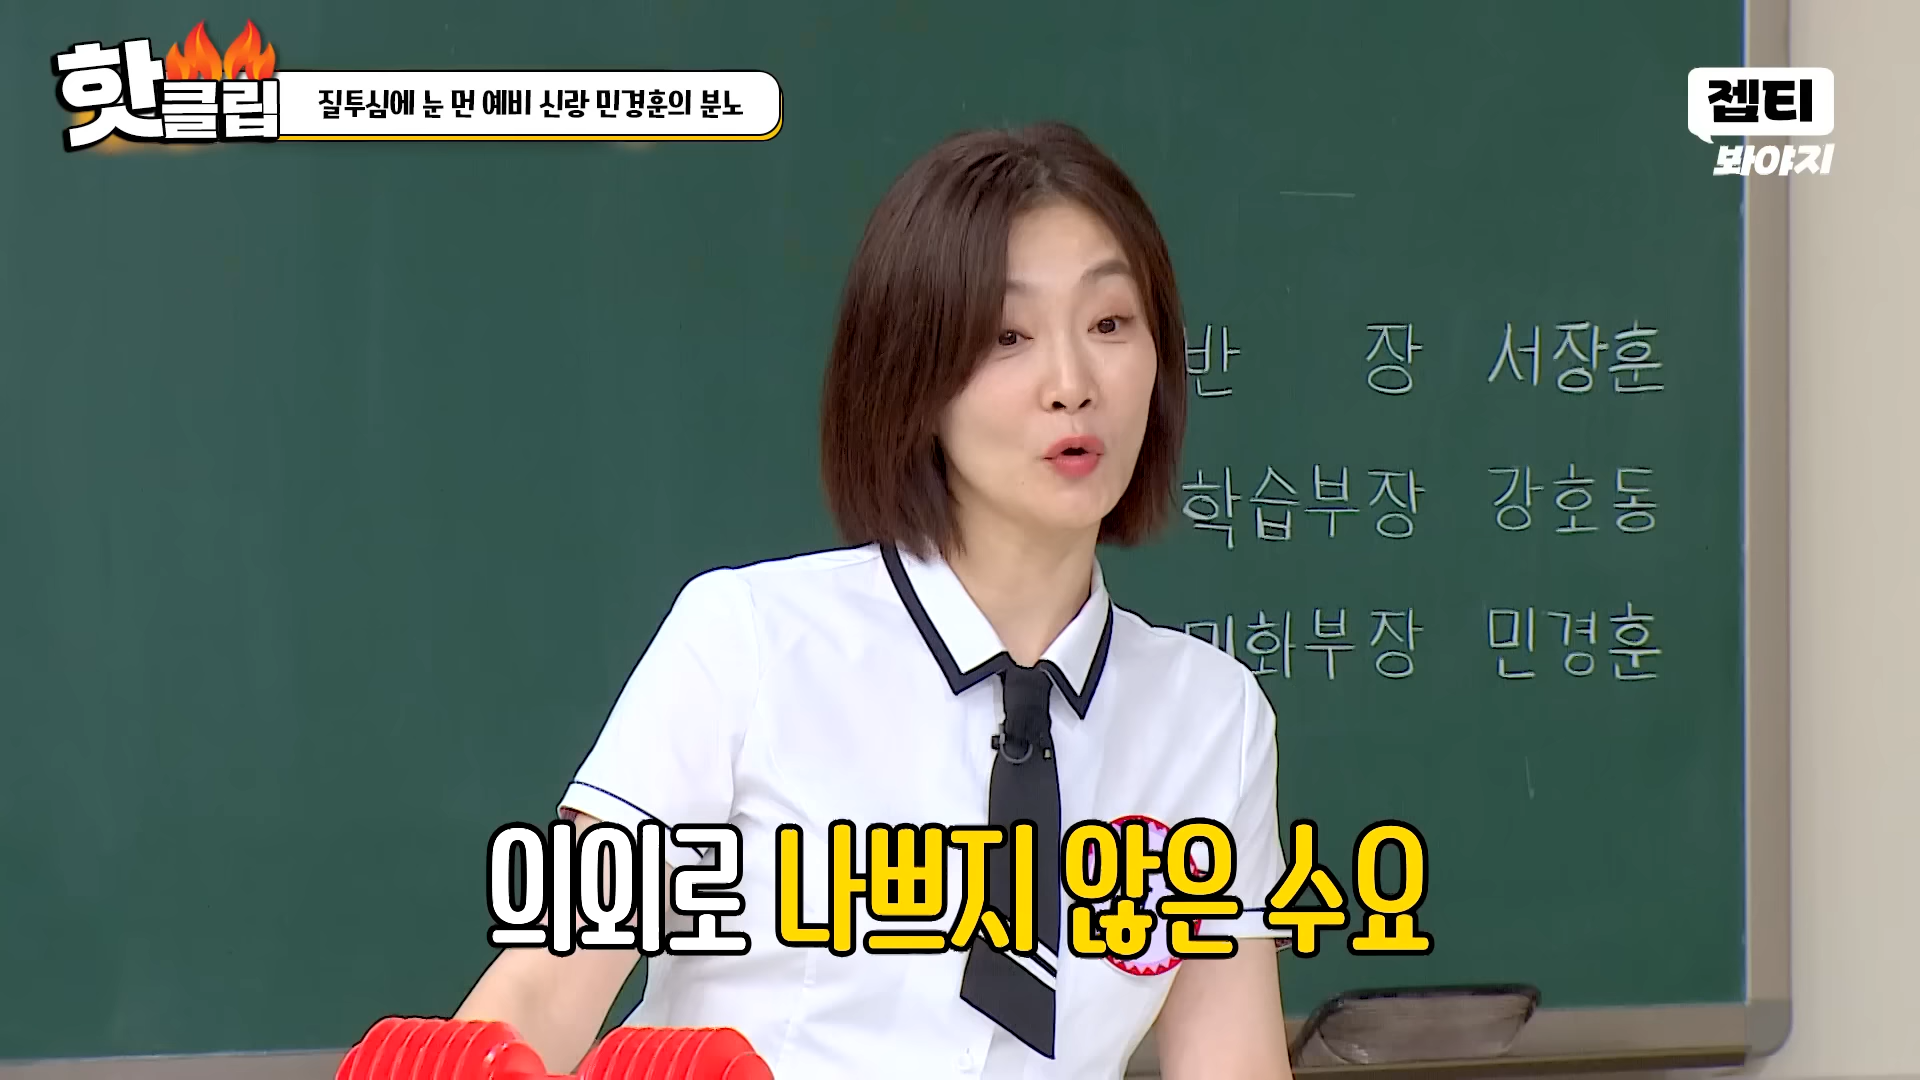 핫클립
질투심에 눈 먼 예비 신랑 민경훈의 분노
젭티
봐야지
반 장 서장훈
학습부장 강호동
미화부장 민경훈
의외로 나쁘지 않은 수요